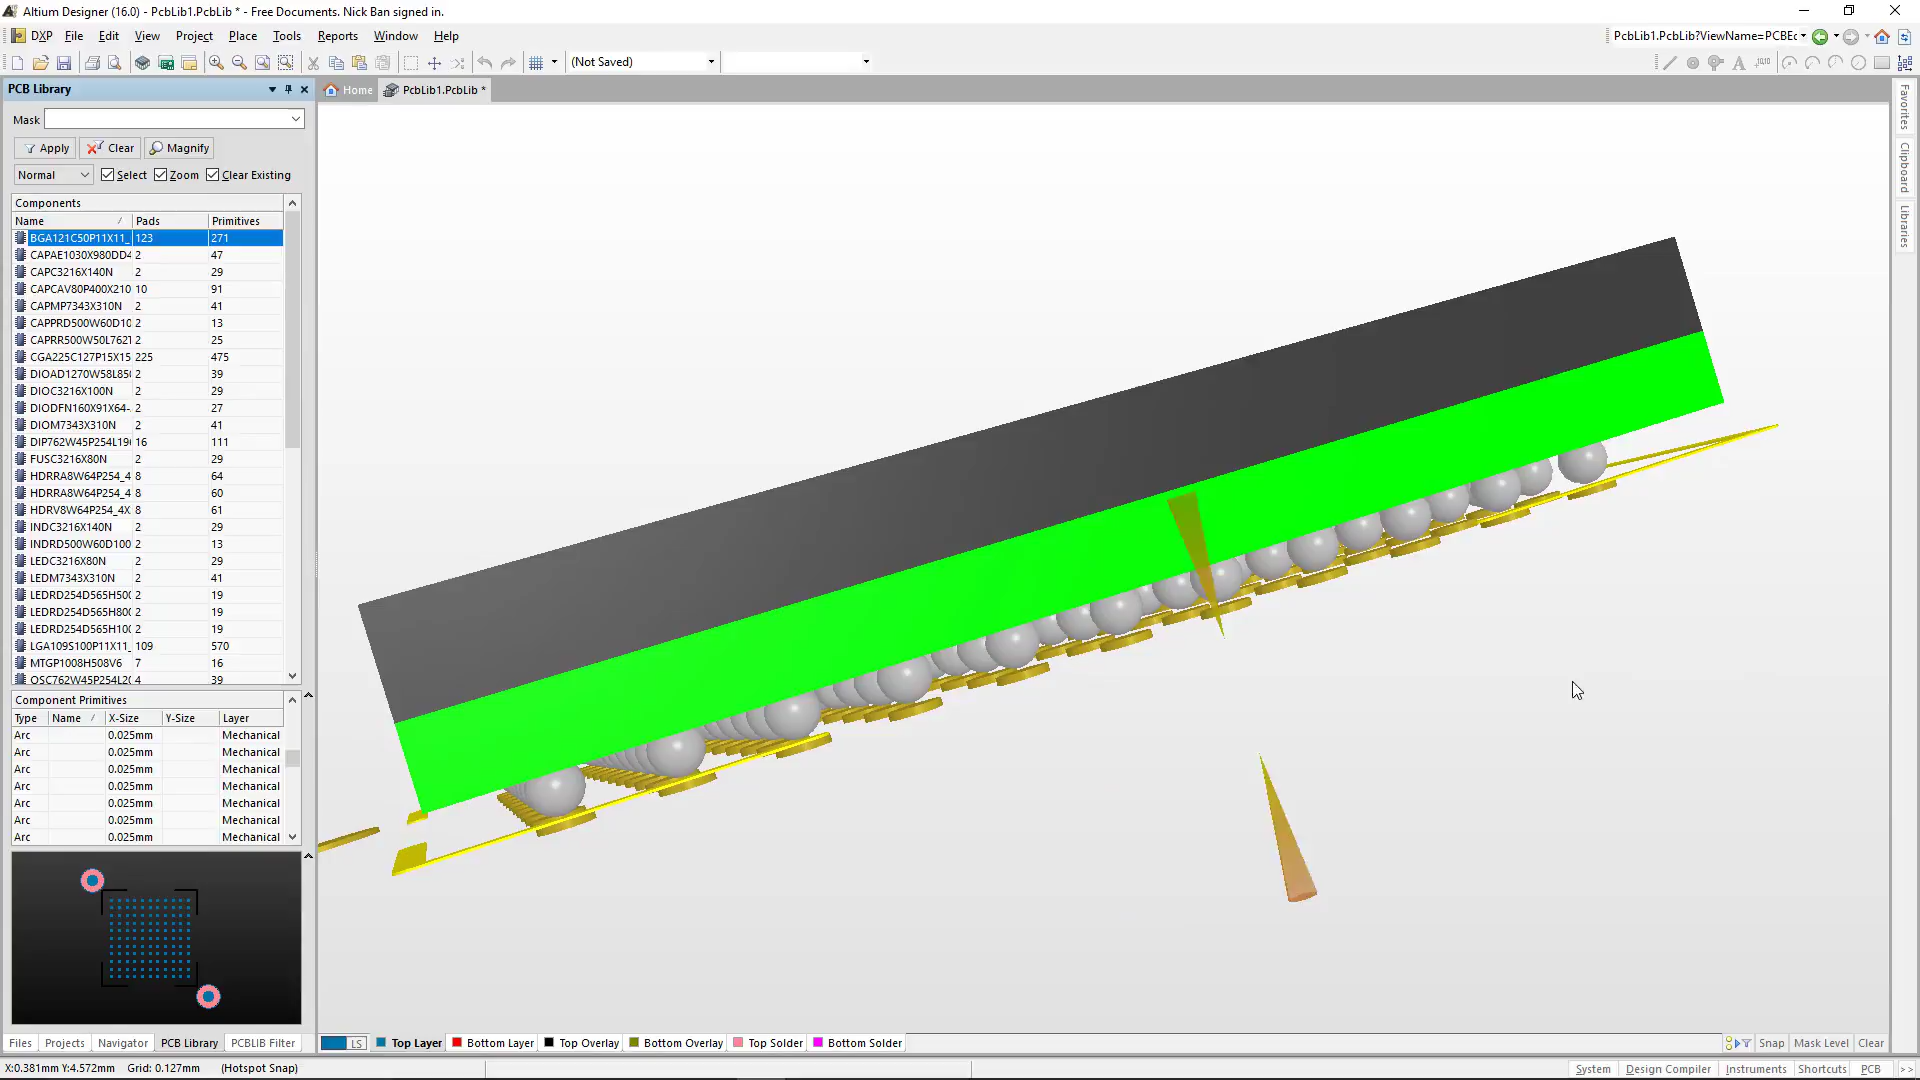 Altium Designer (16.0) - PcbLib1.PcbLib * - Free Documents. Nick Ban signed in.
DXP File Edit View Project Place Tools Reports Window Help
PcbLib1.PcbLib?ViewName=PCBEc
(Not Saved)
PCB Library
Home PcbLib1.PcbLib *
Mask
Apply Clear Magnify
Normal Select Zoom Clear Existing
Components
Name Pads Primitives
BGA121C50P11X11_ 123 271
CAPAE1030X980DD4 2 47
CAPC3216X140N 2 29
CAPCAV80P400X210 10 91
CAPMP7343X310N 2 41
CAPPRD500W60D10 2 13
CAPRR500W50L762T 2 25
CGA225C127P15X15 225 475
DIOAD1270W58L850 2 39
DIOC3216X100N 2 29
DIODFN160X91X64- 2 27
DIOM7343X310N 2 41
DIP762W45P254L19 16 111
FUSC3216X80N 2 29
HDRRA8W64P254_4 8 64
HDRRA8W64P254_4 8 60
HDRV8W64P254_4X 8 61
INDC3216X140N 2 29
INDRD500W60D100 2 13
LEDC3216X80N 2 29
LEDM7343X310N 2 41
LEDRD254D565H50 2 19
LEDRD254D565H80 2 19
LEDRD254D565H10 2 19
LGA109S100P11X11_ 109 570
MTGP1008H508V6 7 16
OSC762W45P254L20 4 39
Component Primitives
Type Name X-Size Y-Size Layer
Arc 0.025mm Mechanical
Arc 0.025mm Mechanical
Arc 0.025mm Mechanical
Arc 0.025mm Mechanical
Arc 0.025mm Mechanical
Arc 0.025mm Mechanical
Arc 0.025mm Mechanical
Favorites
Clipboard
Libraries
Files Projects Navigator PCB Library PCBLIB Filter
LS Top Layer Bottom Layer Top Overlay Bottom Overlay Top Solder Bottom Solder
Snap Mask Level Clear
X:0.381mm Y:4.572mm Grid: 0.127mm (Hotspot Snap)
System Design Compiler Instruments Shortcuts PCB >>